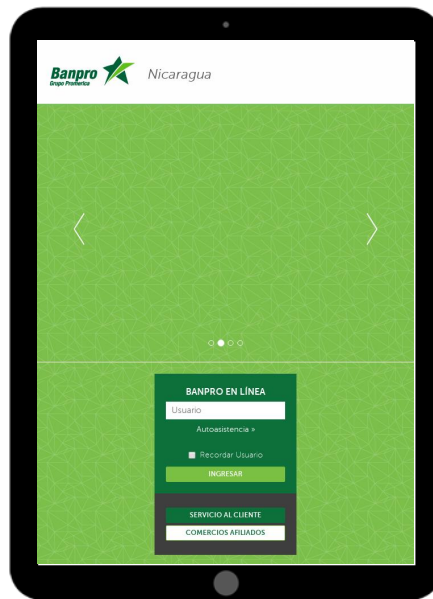 Banpro
Grupo Promerica
Nicaragua
BANPRO EN LÍNEA
Usuario
Autoasistencia »
Recordar Usuario
INGRESAR
SERVICIO AL CLIENTE
COMERCIOS AFILIADOS